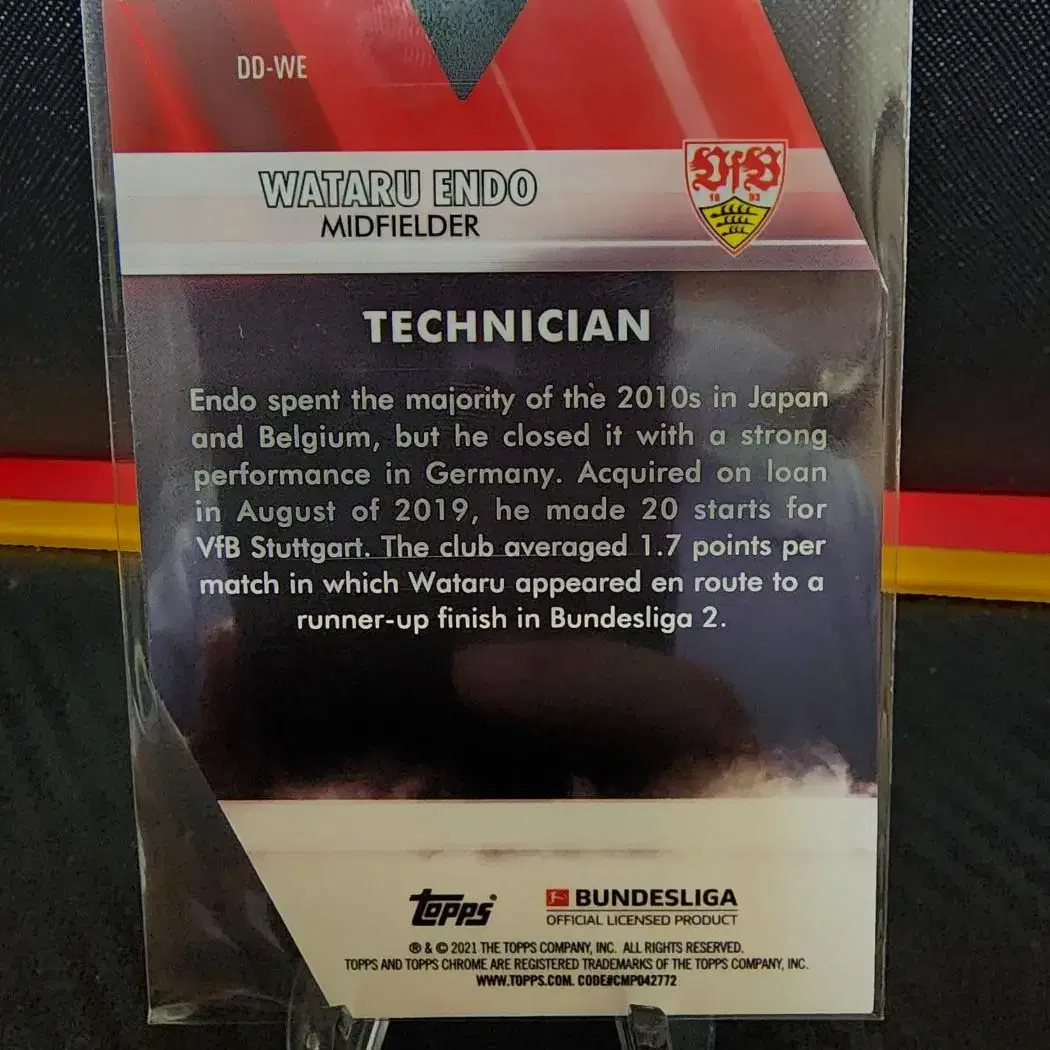 DD-WE
WATARU ENDO
MIDFIELDER
VfB
18 93
TECHNICIAN
Endo spent the majority of the 2010s in Japan
and Belgium, but he closed it with a strong
performance in Germany. Acquired on loan
in August of 2019, he made 20 starts for
VfB Stuttgart. The club averaged 1.7 points per
match in which Wataru appeared en route to a
runner-up finish in Bundesliga 2.
topps
BUNDESLIGA
OFFICIAL LICENSED PRODUCT
® & © 2021 THE TOPPS COMPANY, INC. ALL RIGHTS RESERVED.
TOPPS AND TOPPS CHROME ARE REGISTERED TRADEMARKS OF THE TOPPS COMPANY, INC.
WWW.TOPPS.COM. CODE#CMP042772